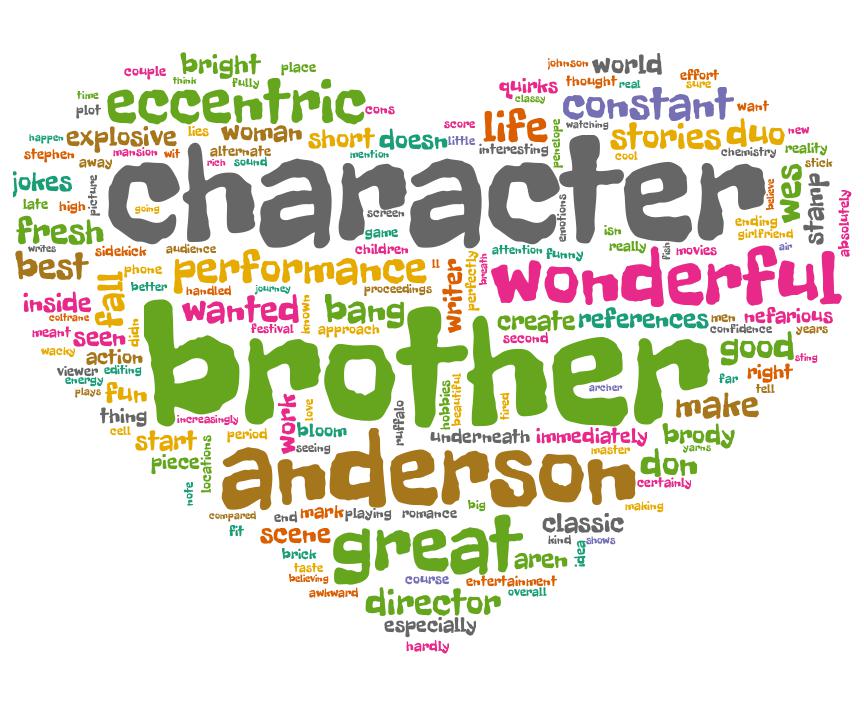 bright
place
couple
think
fully
johnson
world
quirks
thought
real
effort
sure
time
plot
eccentric
cons
classy
constant
want
happen
explosive
lies
woman
short
doesn
score
little
life
interesting
watching
penelope
stories
duo
new
stephen
away
mansion
wit
alternate
rich
sound
mention
cool
chemistry
reality
stick
jokes
picture
character
believe
wes
stamp
absolutely
late
high
going
screen
game
emotions
isn
really
ending
girlfriend
fresh
writes
sidekick
audience
children
attention
funny
fish
movies
air
best
fall
phone
performance
ll
writer
perfectly
breath
wonderful
better
handled
journey
proceedings
inside
coltrane
wanted
known
bang
create
references
men
nefarious
meant
seen
didn
festival
approach
second
confidence
years
wacky
action
brother
good
sting
viewer
editing
energy
plays
fun
far
right
tell
archer
thing
increasingly
work
love
ruffalo
hobbies
beautiful
fired
make
cell
start
period
bloom
seeing
underneath
immediately
brody
yarns
piece
locations
anderson
master
don
certainly
note
compared
end
mark
playing
romance
big
making
fit
scene
great
classic
kind
shows
brick
taste
aren
idea
believing
course
entertainment
awkward
director
overall
especially
hardly